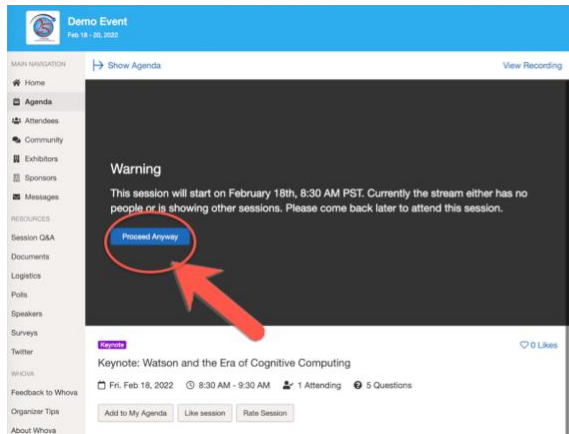 Demo Event
Feb 18 - 20, 2022
MAIN NAVIGATION
Home
Agenda
Attendees
Community
Exhibitors
Sponsors
Messages
RESOURCES
Session Q&A
Documents
Logistics
Polls
Speakers
Surveys
Twitter
WHOVA
Feedback to Whova
Organizer Tips
About Whova
Show Agenda
View Recording
Warning
This session will start on February 18th, 8:30 AM PST. Currently the stream either has no
people or is showing other sessions. Please come back later to attend this session.
Proceed Anyway
Keynote
0 Likes
Keynote: Watson and the Era of Cognitive Computing
Fri. Feb 18, 2022 8:30 AM - 9:30 AM 1 Attending 5 Questions
Add to My Agenda Like session Rate Session